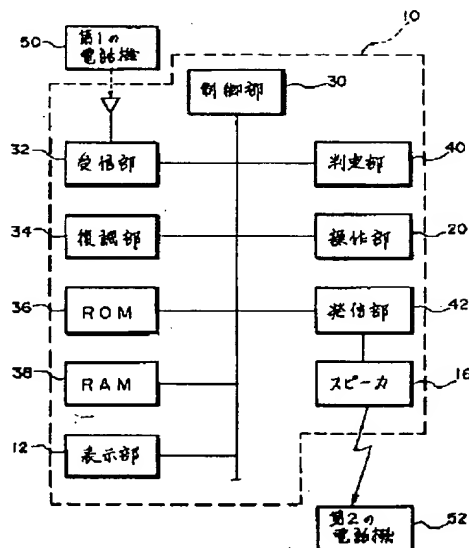 50
第1の
電話機
10
制御部
30
32
受信部
判定部
40
34
復調部
操作部
20
36
ROM
発信部
42
38
RAM
スピーカ
16
12
表示部
第2の
電話機
52